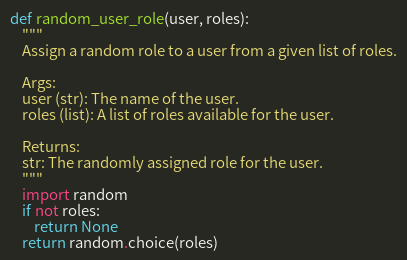 def random_user_role(user, roles):
    """
    Assign a random role to a user from a given list of roles.

    Args:
    user (str): The name of the user.
    roles (list): A list of roles available for the user.

    Returns:
    str: The randomly assigned role for the user.
    """
    import random
    if not roles:
        return None
    return random.choice(roles)